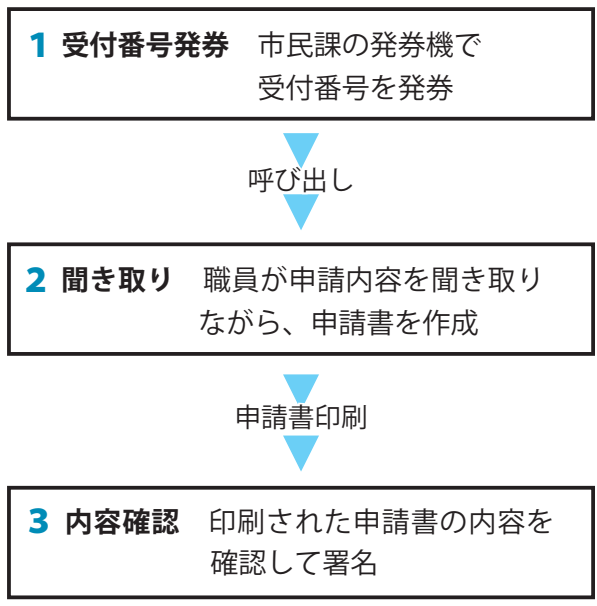 1 受付番号発券 市民課の発券機で
受付番号を発券
呼び出し
2 聞き取り 職員が申請内容を聞き取り
ながら、申請書を作成
申請書印刷
3 内容確認 印刷された申請書の内容を
確認して署名